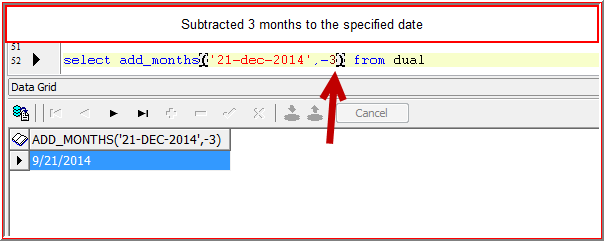 Subtracted 3 months to the specified date
51
52 select add_months('21-dec-2014',-3) from dual
Data Grid
Cancel
ADD_MONTHS('21-DEC-2014',-3)
9/21/2014